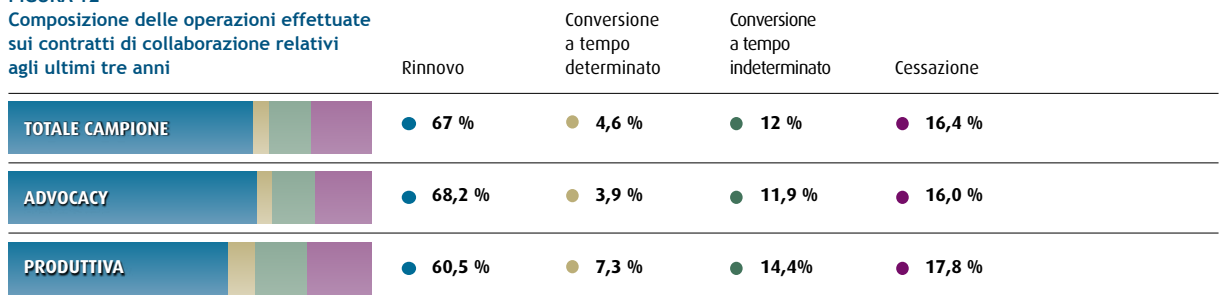 Composizione delle operazioni effettuate
sui contratti di collaborazione relativi
agli ultimi tre anni
Rinnovo
Conversione
a tempo
determinato
Conversione
a tempo
indeterminato
Cessazione
TOTALE CAMPIONE 67 % 4,6 % 12 % 16,4 %
ADVOCACY 68,2 % 3,9 % 11,9 % 16,0 %
PRODUTTIVA 60,5 % 7,3 % 14,4% 17,8 %